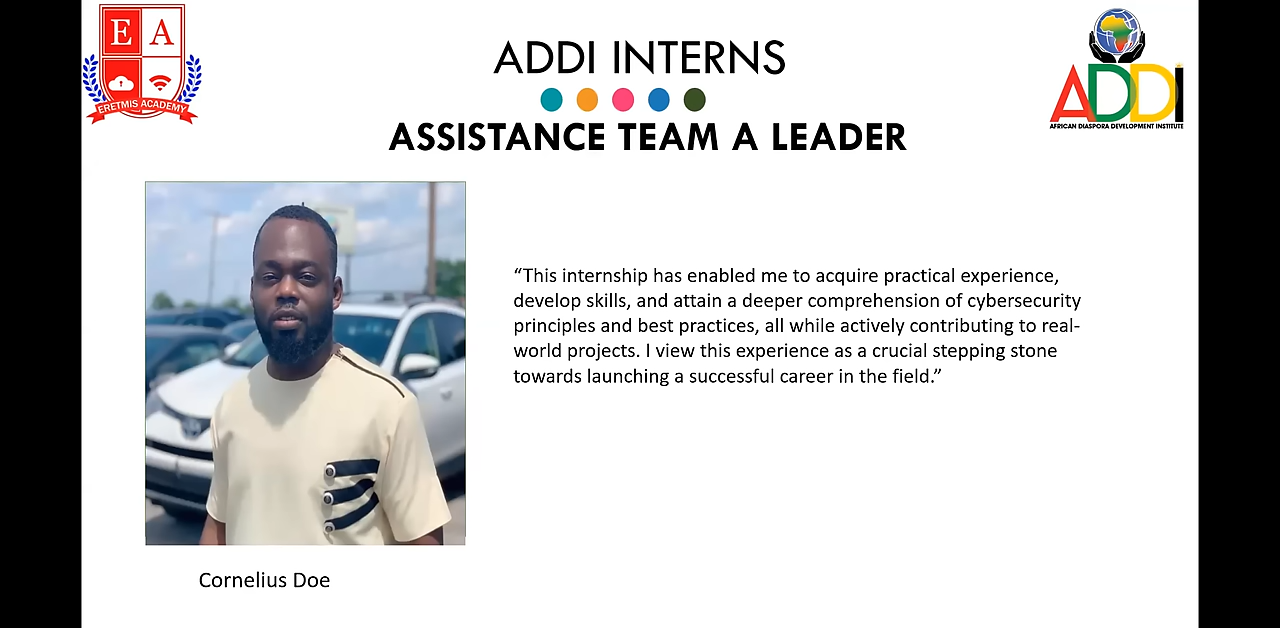 E A
ERETMIS ACADEMY
ADDI INTERNS
ASSISTANCE TEAM A LEADER
ADDI
AFRICAN DIASPORA DEVELOPMENT INSTITUTE
“This internship has enabled me to acquire practical experience,
develop skills, and attain a deeper comprehension of cybersecurity
principles and best practices, all while actively contributing to real-
world projects. I view this experience as a crucial stepping stone
towards launching a successful career in the field.”
Cornelius Doe